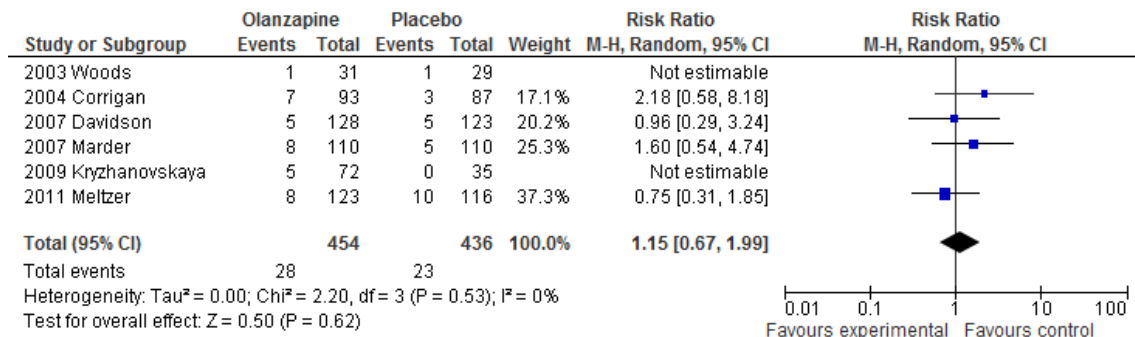 Olanzapine Placebo Risk Ratio Risk Ratio
Study or Subgroup Events Total Events Total Weight M-H, Random, 95% CI M-H, Random, 95% CI
2003 Woods 1 31 1 29 Not estimable
2004 Corrigan 7 93 3 87 17.1% 2.18 [0.58, 8.18]
2007 Davidson 5 128 5 123 20.2% 0.96 [0.29, 3.24]
2007 Marder 8 110 5 110 25.3% 1.60 [0.54, 4.74]
2009 Kryzhanovskaya 5 72 0 35 Not estimable
2011 Meltzer 8 123 10 116 37.3% 0.75 [0.31, 1.85]
Total (95% CI) 454 436 100.0% 1.15 [0.67, 1.99]
Total events 28 23
Heterogeneity: Tau² = 0.00; Chi² = 2.20, df = 3 (P = 0.53); I² = 0%
Test for overall effect: Z = 0.50 (P = 0.62)
0.01 0.1 1 10 100
Favours experimental Favours control